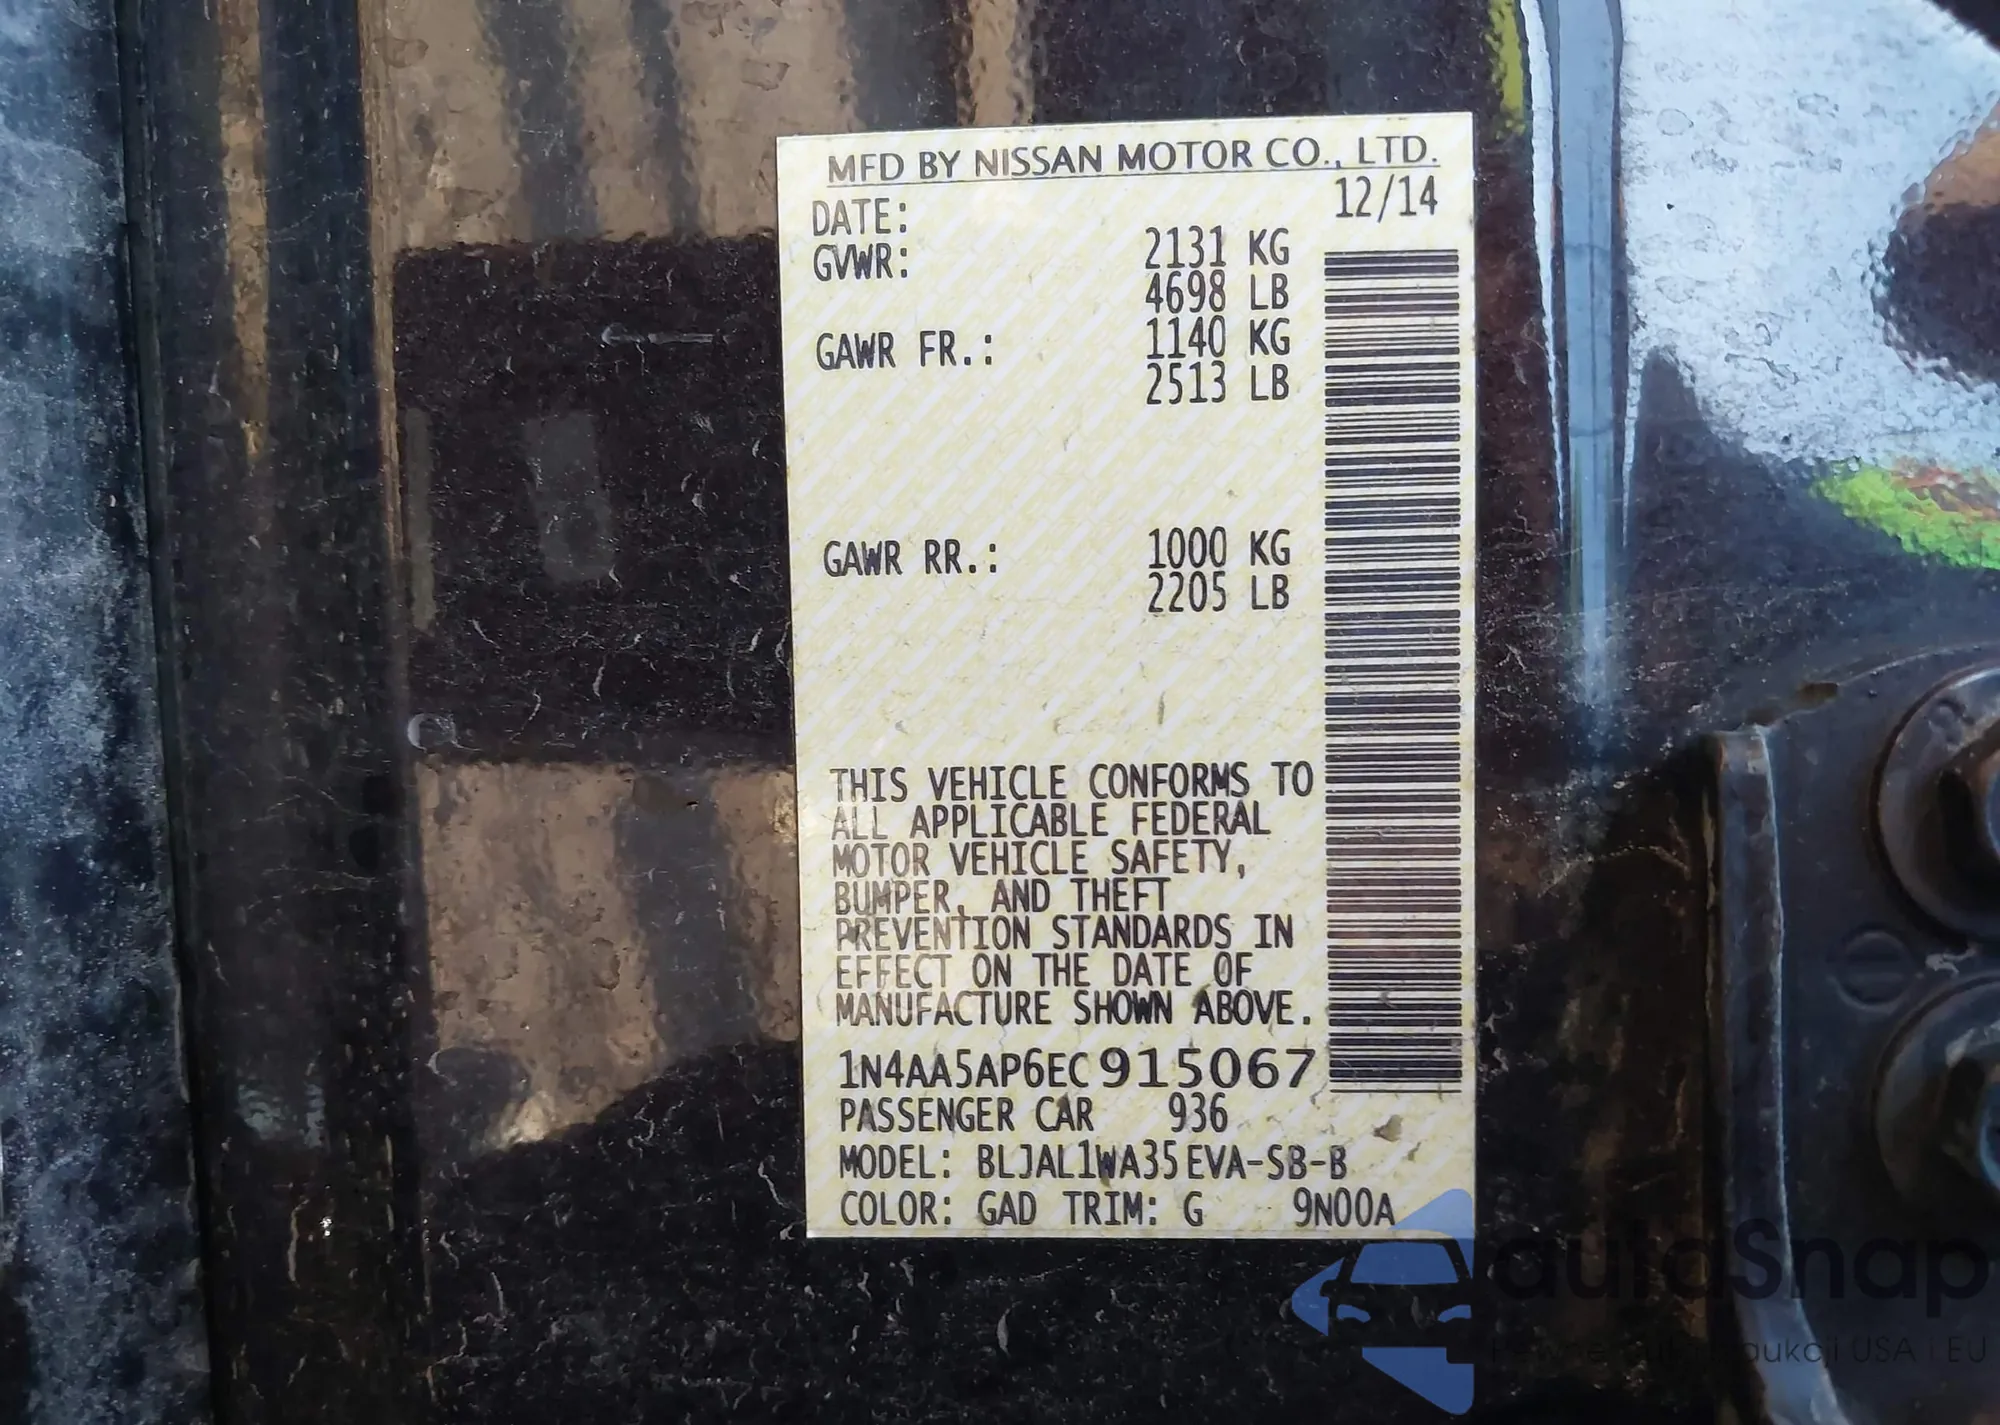 MFD BY NISSAN MOTOR CO., LTD.
DATE: 12/14
GVWR: 2131 KG
4698 LB
GAWR FR.: 1140 KG
2513 LB
GAWR RR.: 1000 KG
2205 LB
THIS VEHICLE CONFORMS TO
ALL APPLICABLE FEDERAL
MOTOR VEHICLE SAFETY,
BUMPER, AND THEFT
PREVENTION STANDARDS IN
EFFECT ON THE DATE OF
MANUFACTURE SHOWN ABOVE.
1N4AA5AP6EC915067
PASSENGER CAR 936
MODEL: BLJAL1WA35EVA-SB-B
COLOR: GAD TRIM: G 9N00A
autoSnap
USA i EU